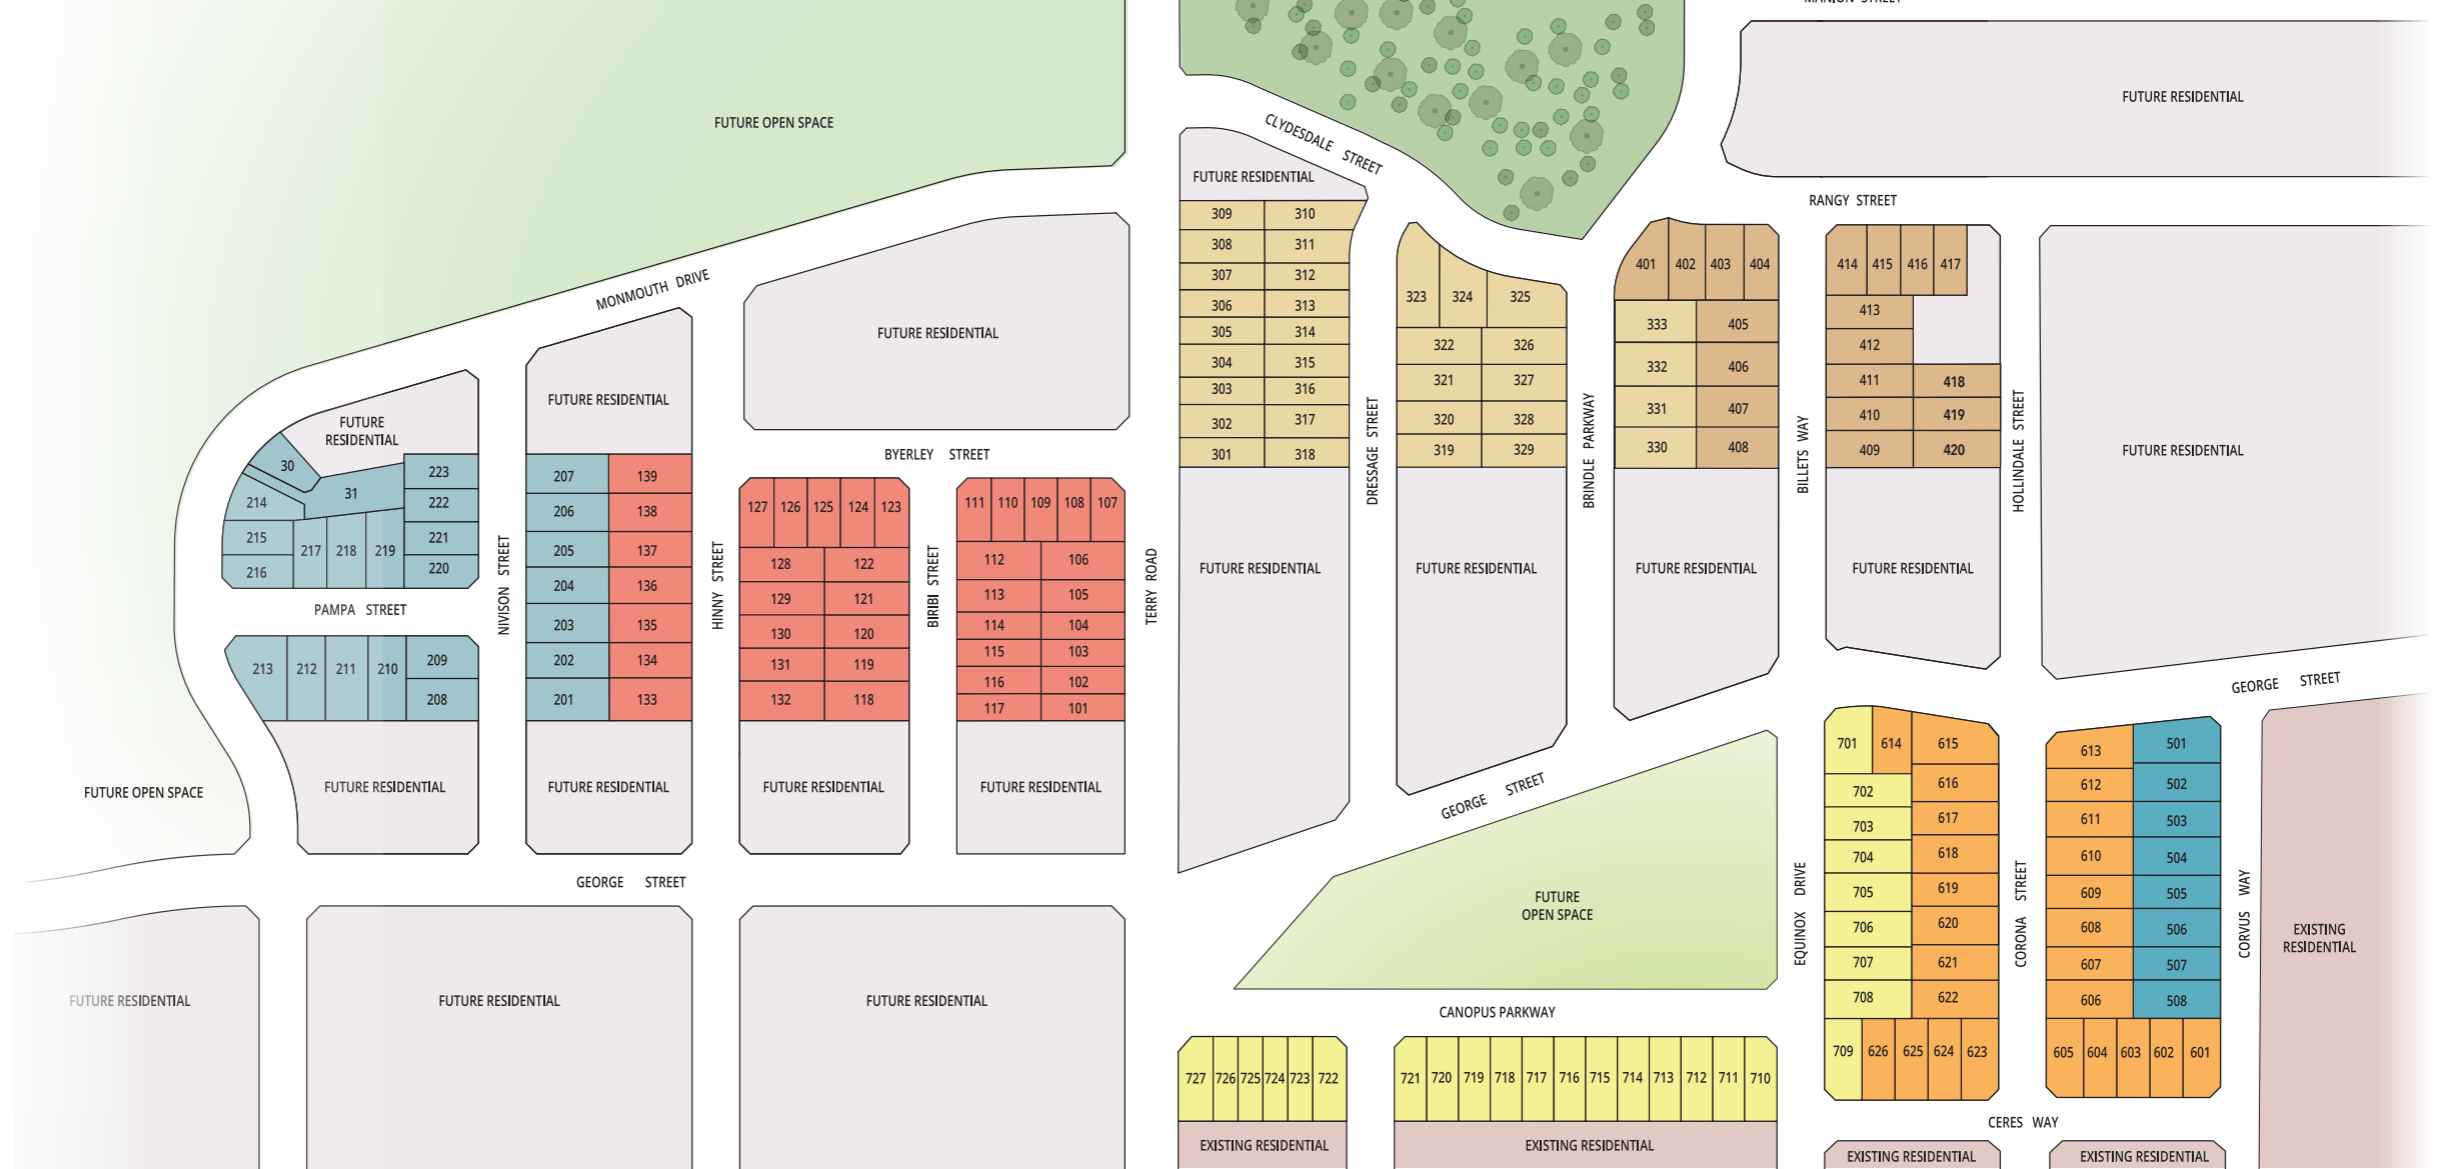 MANION STREET
FUTURE OPEN SPACE
CLYDESDALE STREET
FUTURE RESIDENTIAL
RANGY STREET
FUTURE RESIDENTIAL
309 310
308 311
307 312
306 313
305 314
304 315
303 316
302 317
301 318
FUTURE RESIDENTIAL
DRESSAGE STREET
323 324 325
322 326
321 327
320 328
319 329
FUTURE RESIDENTIAL
BRINDLE PARKWAY
401 402 403 404
333 405
332 406
331 407
330 408
FUTURE RESIDENTIAL
BILLETS WAY
414 415 416 417
413
412
411 418
410 419
409 420
FUTURE RESIDENTIAL
HOLLINDALE STREET
FUTURE RESIDENTIAL
GEORGE STREET
MONMOUTH DRIVE
FUTURE RESIDENTIAL
FUTURE
RESIDENTIAL
30
31
214
215
216
217 218 219
223
222
221
220
PAMPA STREET
213 212 211 210
209
208
FUTURE RESIDENTIAL
FUTURE OPEN SPACE
NIVISON STREET
FUTURE RESIDENTIAL
207 139
206 138
205 137
204 136
203 135
202 134
201 133
FUTURE RESIDENTIAL
HINNY STREET
BYERLEY STREET
127 126 125 124 123
128 122
129 121
130 120
131 119
132 118
FUTURE RESIDENTIAL
BIRIBI STREET
111 110 109 108 107
112 106
113 105
114 104
115 103
116 102
117 101
FUTURE RESIDENTIAL
TERRY ROAD
GEORGE STREET
GEORGE STREET
FUTURE RESIDENTIAL
FUTURE RESIDENTIAL
FUTURE RESIDENTIAL
FUTURE
OPEN SPACE
CANOPUS PARKWAY
727 726 725 724 723 722
EXISTING RESIDENTIAL
721 720 719 718 717 716 715 714 713 712 711 710
EXISTING RESIDENTIAL
EQUINOX DRIVE
701 614 615
702 616
703 617
704 618
705 619
706 620
707 621
708 622
709 626 625 624 623
CORONA STREET
613 501
612 502
611 503
610 504
609 505
608 506
607 507
606 508
605 604 603 602 601
CORVUS WAY
EXISTING
RESIDENTIAL
CERES WAY
EXISTING RESIDENTIAL
EXISTING RESIDENTIAL